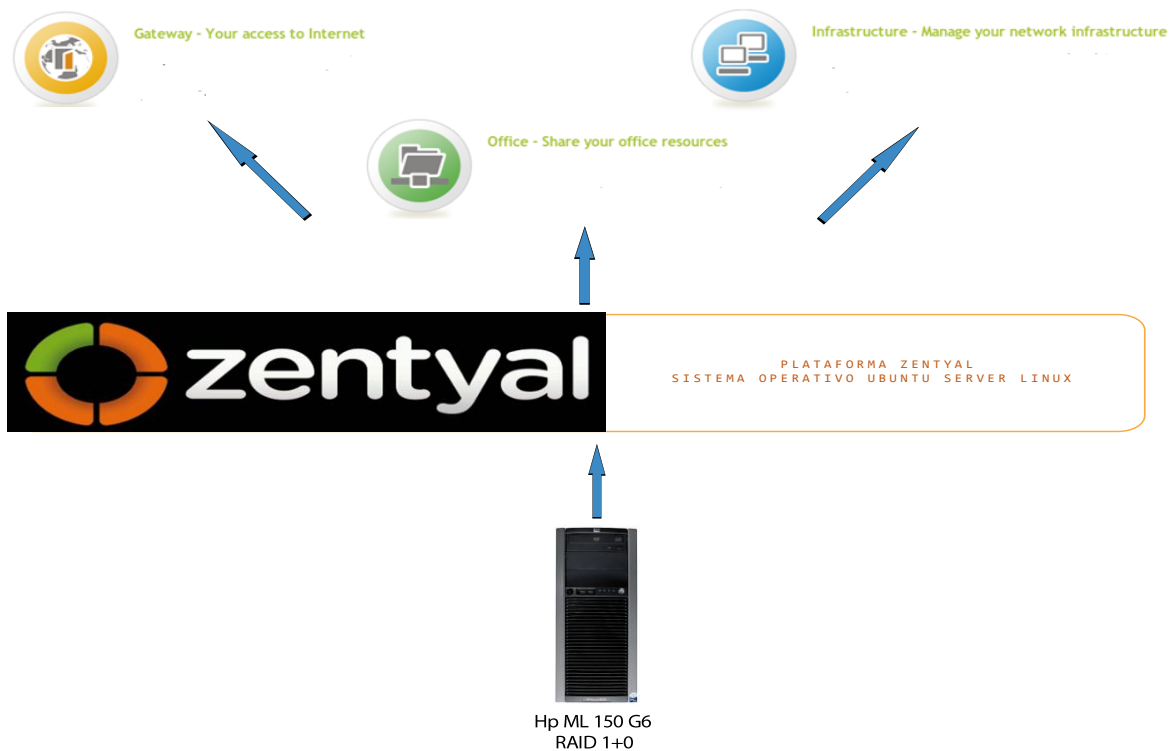 Gateway - Your access to Internet
Infrastructure - Manage your network infrastructure
Office - Share your office resources
zentyal
PLATAFORMA ZENTYAL
SISTEMA OPERATIVO UBUNTU SERVER LINUX
Hp ML 150 G6
RAID 1+0